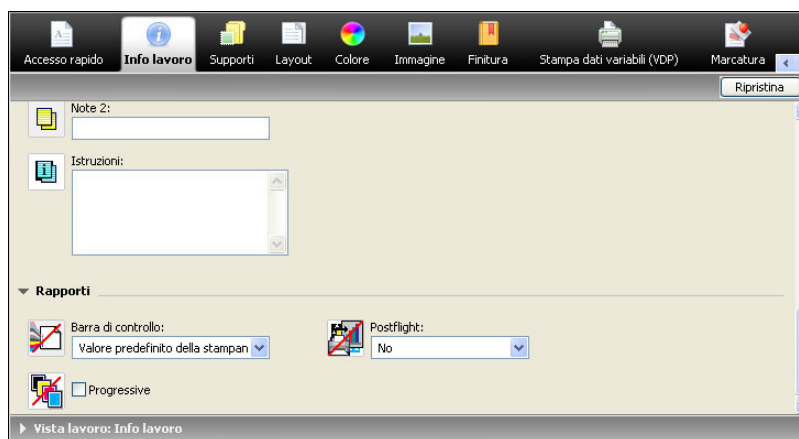 Accesso rapido Info lavoro Supporti Layout Colore Immagine Finitura Stampa dati variabili (VDP) Marcatura
Ripristina
Note 2:
Istruzioni:
Rapporti
Barra di controllo: Postflight:
Valore predefinito della stampan No
Progressive
Vista lavoro: Info lavoro